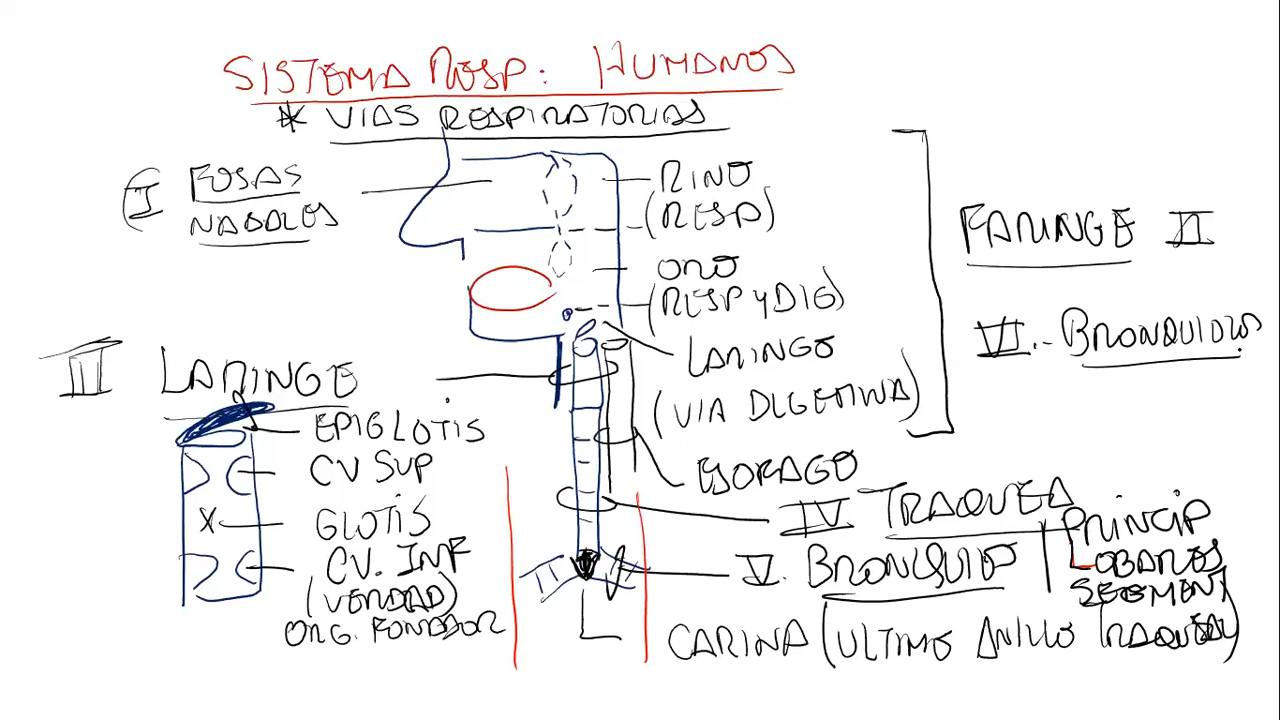 SISTEMA RESP: HUMANOS
* VIAS RESPIRATORIAS
I FOSAS
NASALES
RINO
(RESP)
ORO
(RESP y DIG)
LARINGE
(VIA DIGESTIVA)
FARINGE II
VI.- BRONQUIOLOS
III LARINGE
EPIGLOTIS
CV SUP
GLOTIS
CV. INF
(VERDAD)
ORG. FONADOR
ESOFAGO
IV TRAQUEA
V. BRONQUIOS
PRINCIP
LOBARES
SEGMENT
CARINA (ULTIMO ANILLO TRAQUEAL)